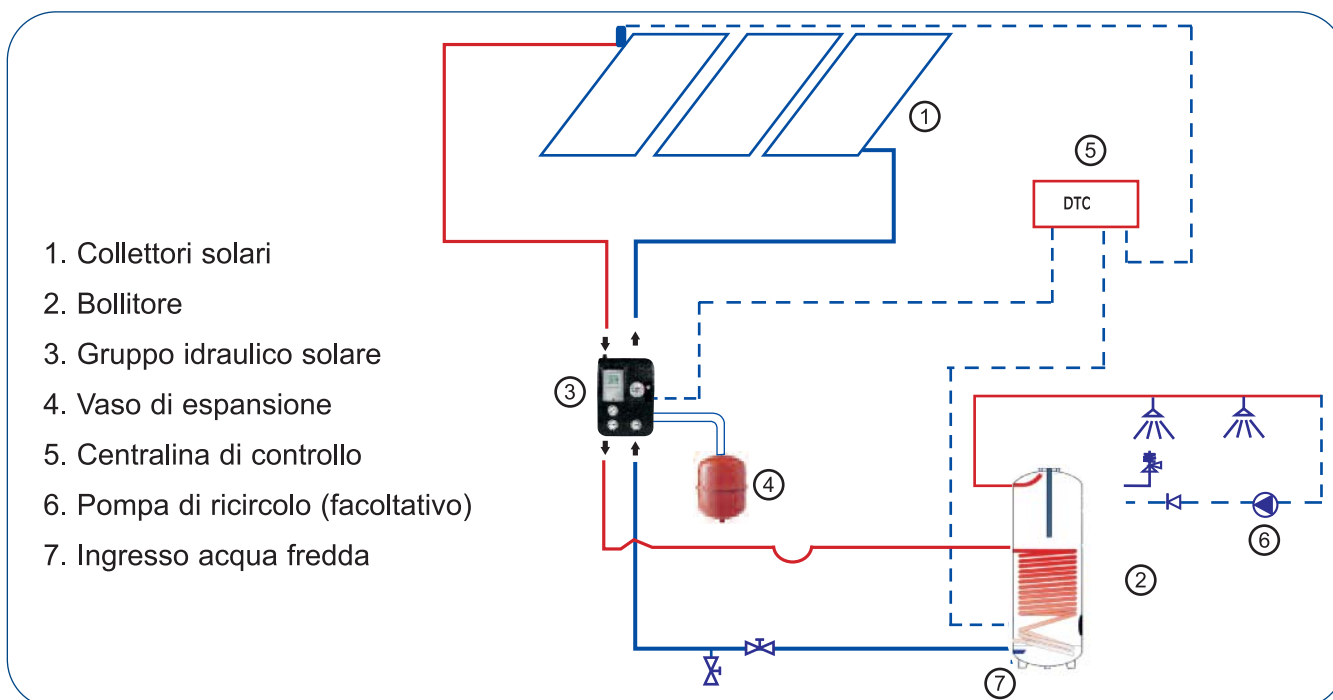 1
5
DTC
1. Collettori solari
2. Bollitore
3. Gruppo idraulico solare
4. Vaso di espansione
5. Centralina di controllo
6. Pompa di ricircolo (facoltativo)
7. Ingresso acqua fredda
3
4
6
2
7